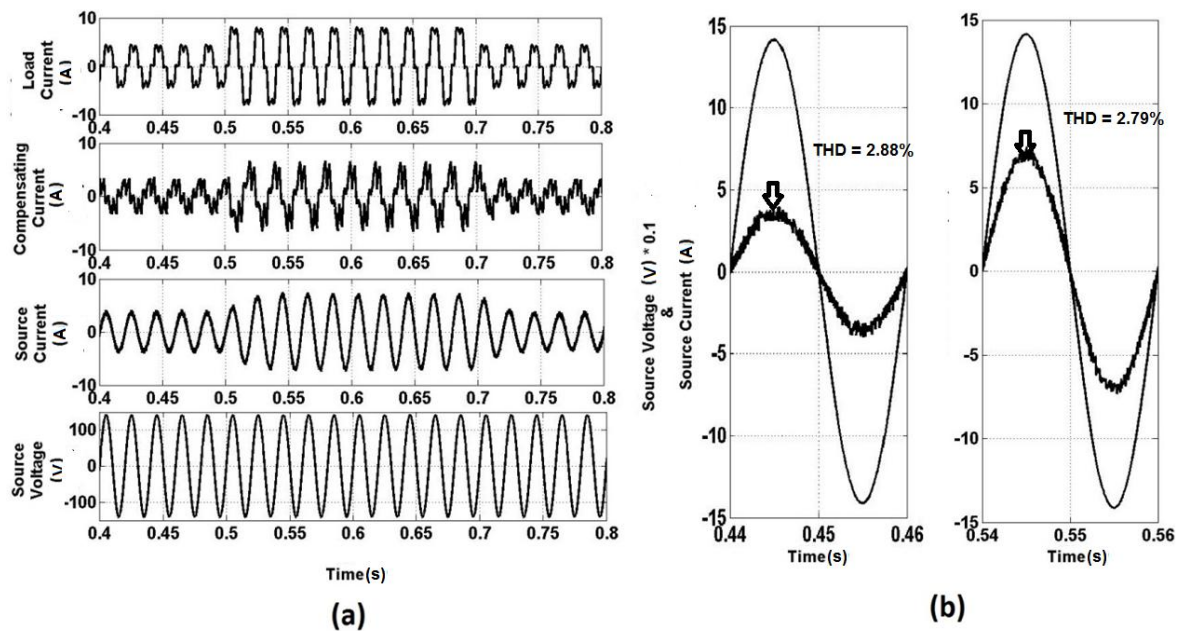 Load
Current
(A)
10
0
-10
0.4 0.45 0.5 0.55 0.6 0.65 0.7 0.75 0.8
Compensating
Current
(A)
10
0
-10
0.4 0.45 0.5 0.55 0.6 0.65 0.7 0.75 0.8
Source
Current
(A)
10
0
-10
0.4 0.45 0.5 0.55 0.6 0.65 0.7 0.75 0.8
Source
Voltage
(V)
100
0
-100
0.4 0.45 0.5 0.55 0.6 0.65 0.7 0.75 0.8
Time(s)
(a)
Source Voltage (V) * 0.1
&
Source Current (A)
15
10
5
0
-5
-10
-15
THD = 2.88%
0.44 0.45 0.46
Time(s)
15
10
5
0
-5
-10
-15
THD = 2.79%
0.54 0.55 0.56
Time(s)
(b)